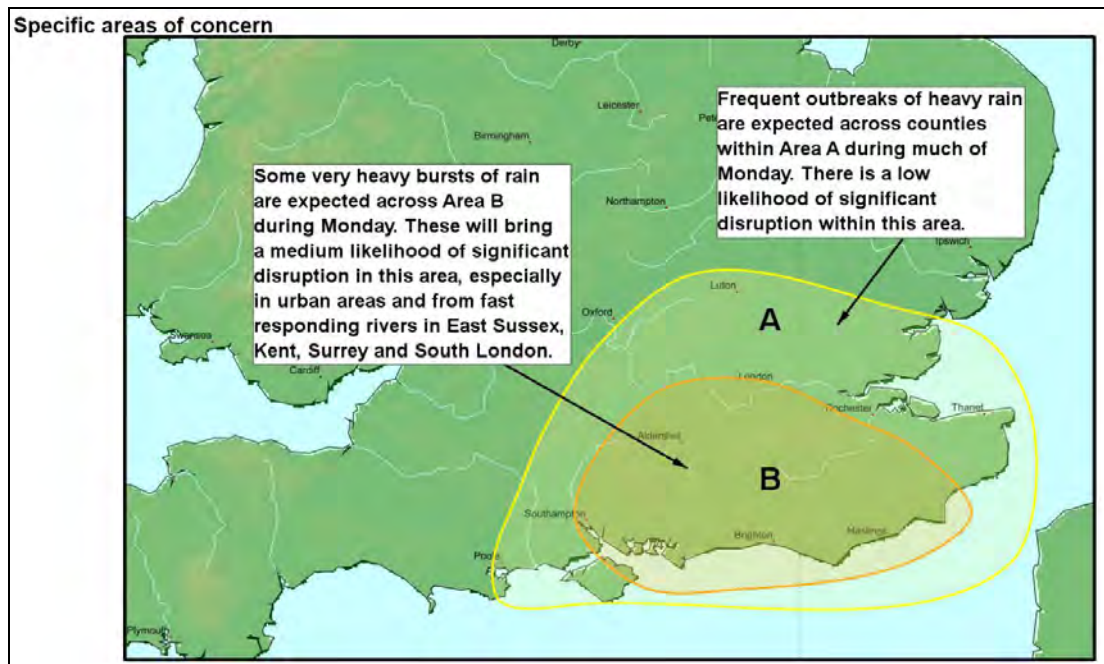 Specific areas of concern
Derby
Leicester
Birmingham
Frequent outbreaks of heavy rain
are expected across counties
within Area A during much of
Monday. There is a low
likelihood of significant
disruption within this area.
Some very heavy bursts of rain
are expected across Area B
during Monday. These will bring
a medium likelihood of significant
disruption in this area, especially
in urban areas and from fast
responding rivers in East Sussex,
Kent, Surrey and South London.
Northampton
Ipswich
Luton
Oxford
A
Swansea
Cardiff
London
Thanet
Aldershot
B
Southampton
Brighton
Hastings
Poole
Plymouth